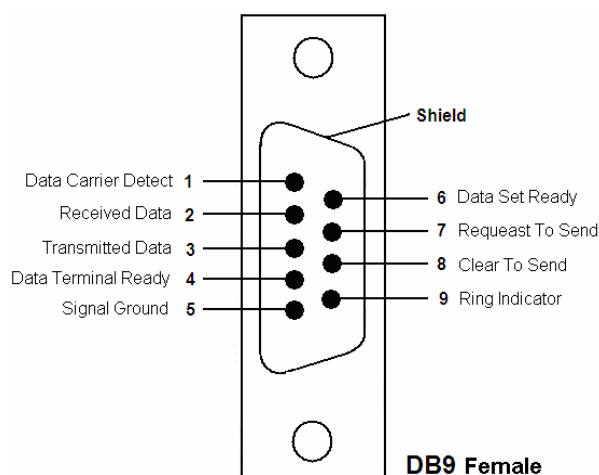 Shield
Data Carrier Detect 1
Received Data 2
Transmitted Data 3
Data Terminal Ready 4
Signal Ground 5
6 Data Set Ready
7 Requeast To Send
8 Clear To Send
9 Ring Indicator
DB9 Female